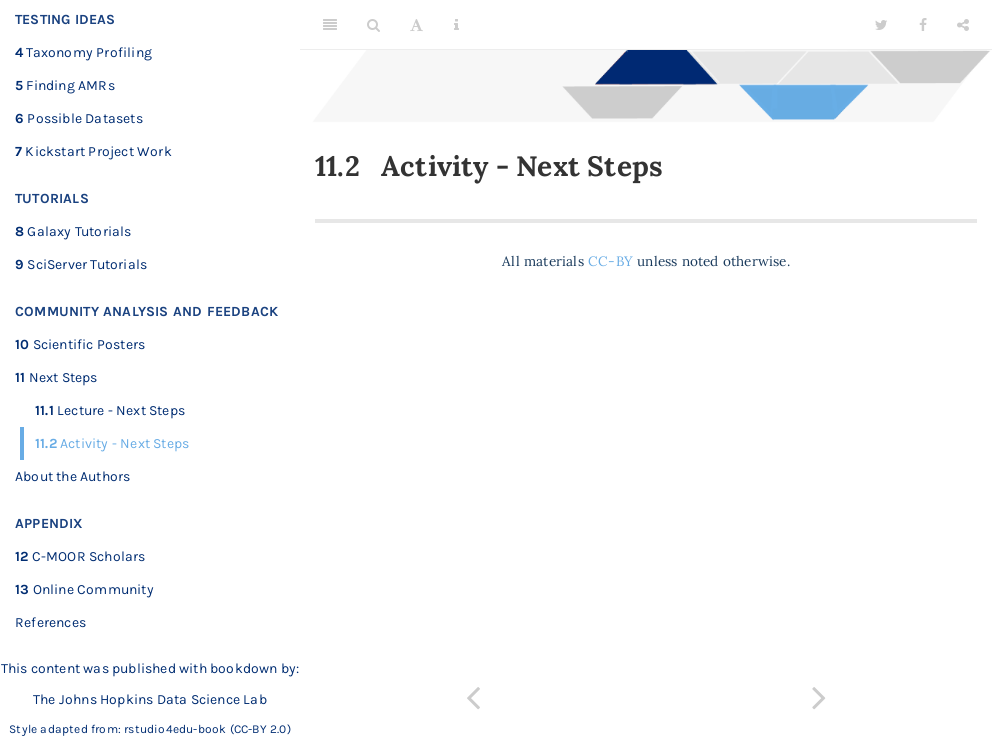 TESTING IDEAS
4 Taxonomy Profiling
5 Finding AMRs
6 Possible Datasets
7 Kickstart Project Work
TUTORIALS
8 Galaxy Tutorials
9 SciServer Tutorials
COMMUNITY ANALYSIS AND FEEDBACK
10 Scientific Posters
11 Next Steps
11.1 Lecture - Next Steps
11.2 Activity - Next Steps
About the Authors
APPENDIX
12 C-MOOR Scholars
13 Online Community
References
This content was published with bookdown by:
The Johns Hopkins Data Science Lab
Style adapted from: rstudio4edu-book (CC-BY 2.0)
11.2 Activity - Next Steps
All materials CC-BY unless noted otherwise.